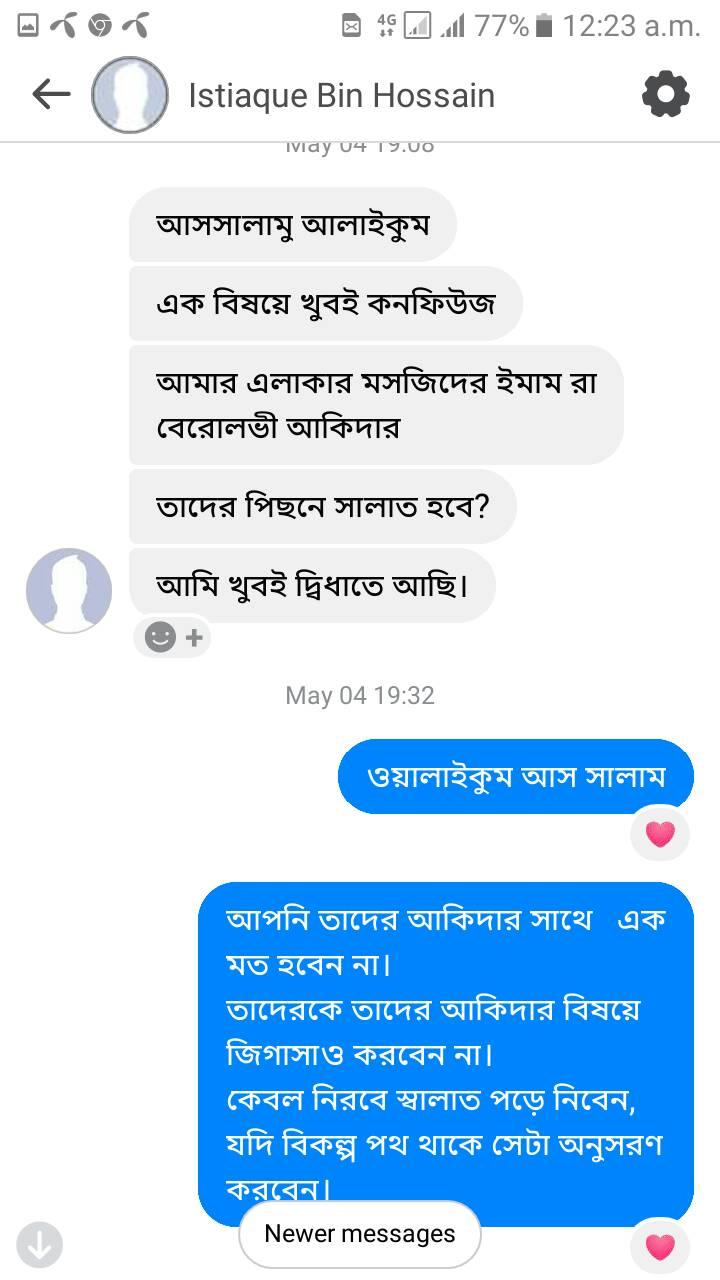 4G 77% 12:23 a.m.
Istiaque Bin Hossain
May 04 19:08
আসসালামু আলাইকুম
এক বিষয়ে খুবই কনফিউজ
আমার এলাকার মসজিদের ইমাম রা
বেরোলভী আকিদার
তাদের পিছনে সালাত হবে?
আমি খুবই দ্বিধাতে আছি।
May 04 19:32
ওয়ালাইকুম আস সালাম
আপনি তাদের আকিদার সাথে এক
মত হবেন না।
তাদেরকে তাদের আকিদার বিষয়ে
জিগাসাও করবেন না।
কেবল নিরবে স্বালাত পড়ে নিবেন,
যদি বিকল্প পথ থাকে সেটা অনুসরণ
করবেন।
Newer messages